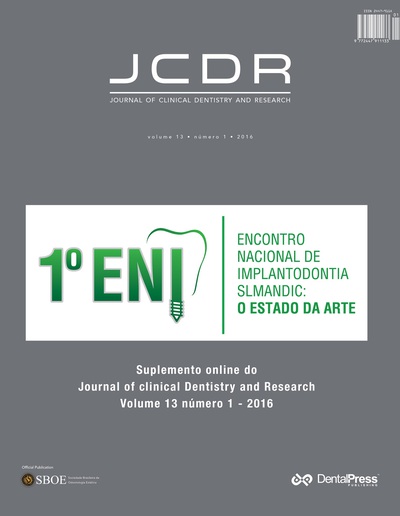 JCDR
JOURNAL OF CLINICAL DENTISTRY AND RESEARCH
volume 13 • número 1 • 2016
1º ENI
ENCONTRO
NACIONAL DE
IMPLANTODONTIA
SLMANDIC:
O ESTADO DA ARTE
Suplemento online do
Journal of clinical Dentistry and Research
Volume 13 número 1 - 2016
Official Publication:
SBOE
DentalPress
PUBLISHING